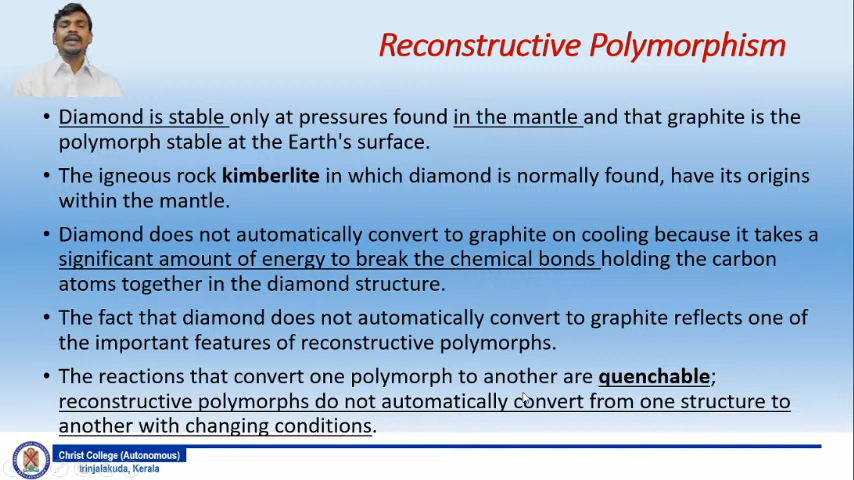 Reconstructive Polymorphism
• Diamond is stable only at pressures found in the mantle and that graphite is the
polymorph stable at the Earth's surface.
• The igneous rock kimberlite in which diamond is normally found, have its origins
within the mantle.
• Diamond does not automatically convert to graphite on cooling because it takes a
significant amount of energy to break the chemical bonds holding the carbon
atoms together in the diamond structure.
• The fact that diamond does not automatically convert to graphite reflects one of
the important features of reconstructive polymorphs.
• The reactions that convert one polymorph to another are quenchable;
reconstructive polymorphs do not automatically convert from one structure to
another with changing conditions.
Christ College (Autonomous)
Irinjalakuda, Kerala